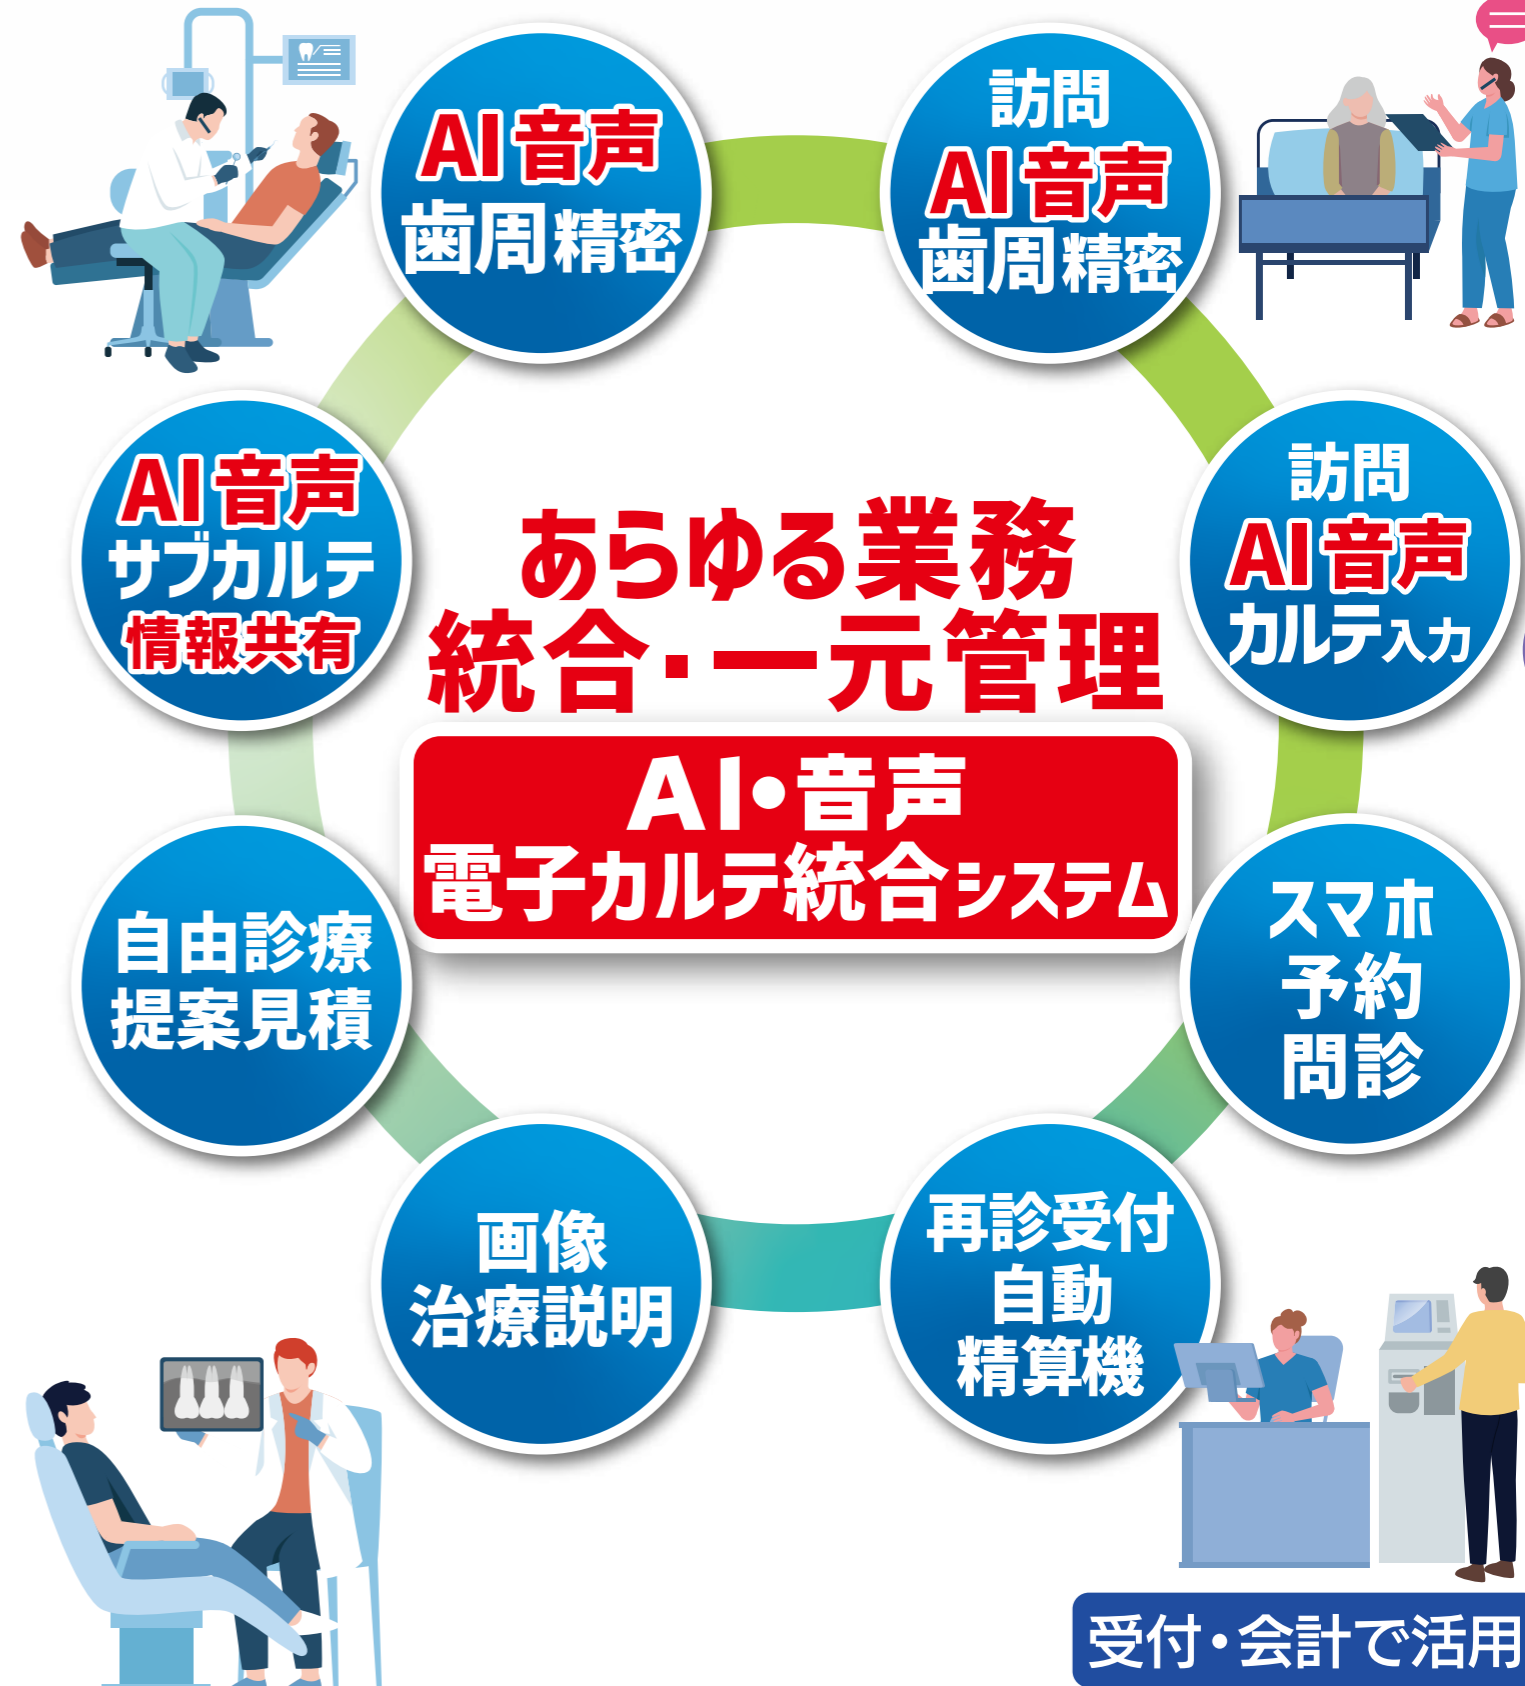 AI音声
歯周精密
訪問
AI音声
歯周精密
AI音声
サブカルテ
情報共有
訪問
AI音声
カルテ入力
あらゆる業務
統合・一元管理
AI・音声
電子カルテ統合システム
自由診療
提案見積
スマホ
予約
問診
画像
治療説明
再診受付
自動
精算機
受付・会計で活用